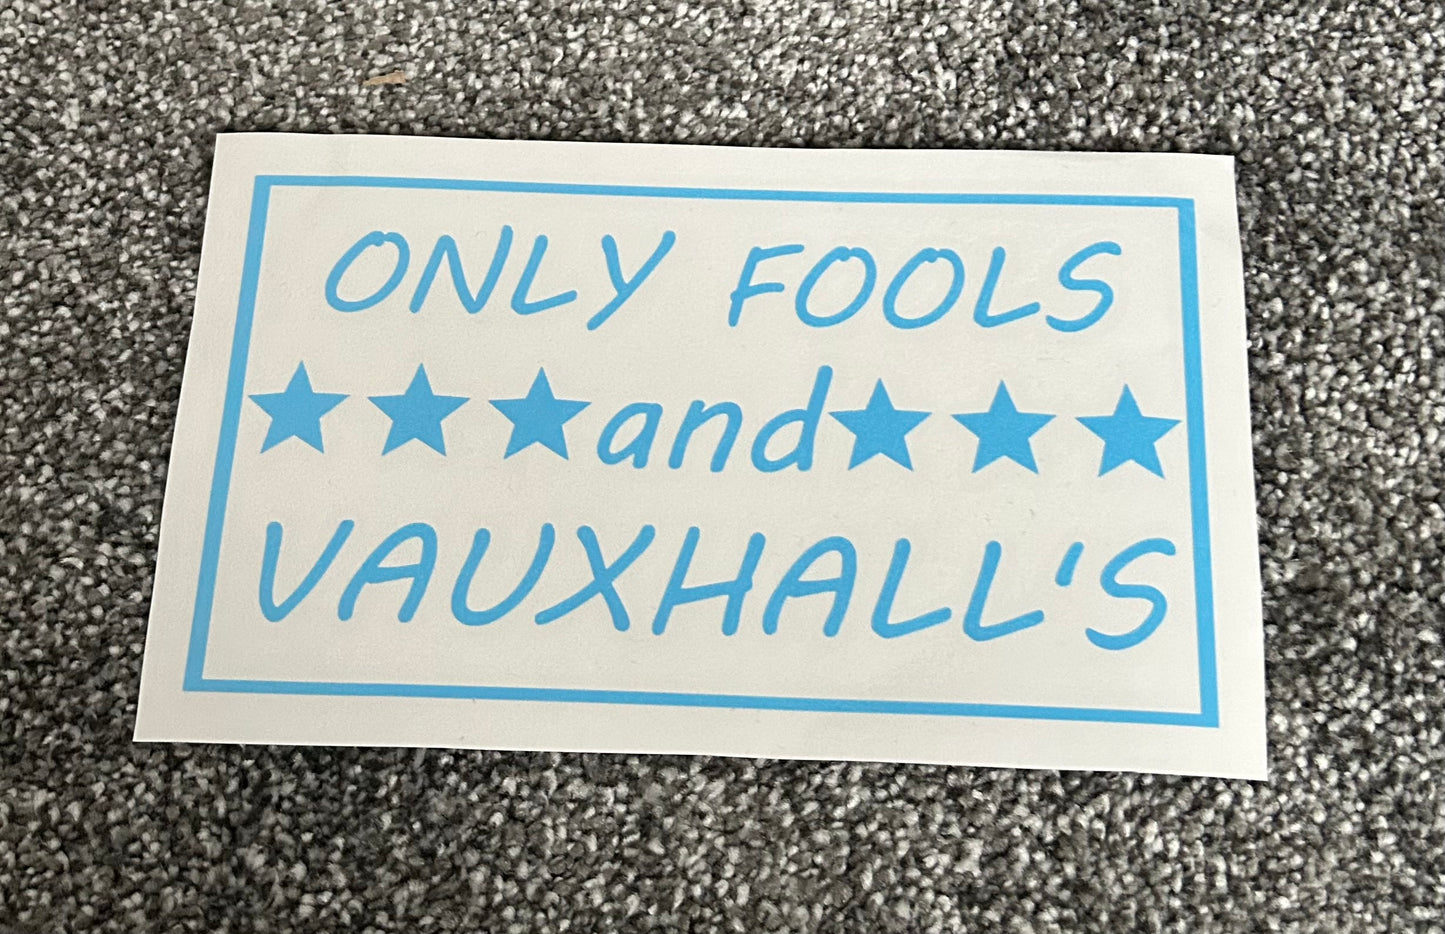 ONLY FOOLS
★★★and★★★
VAUXHALL'S